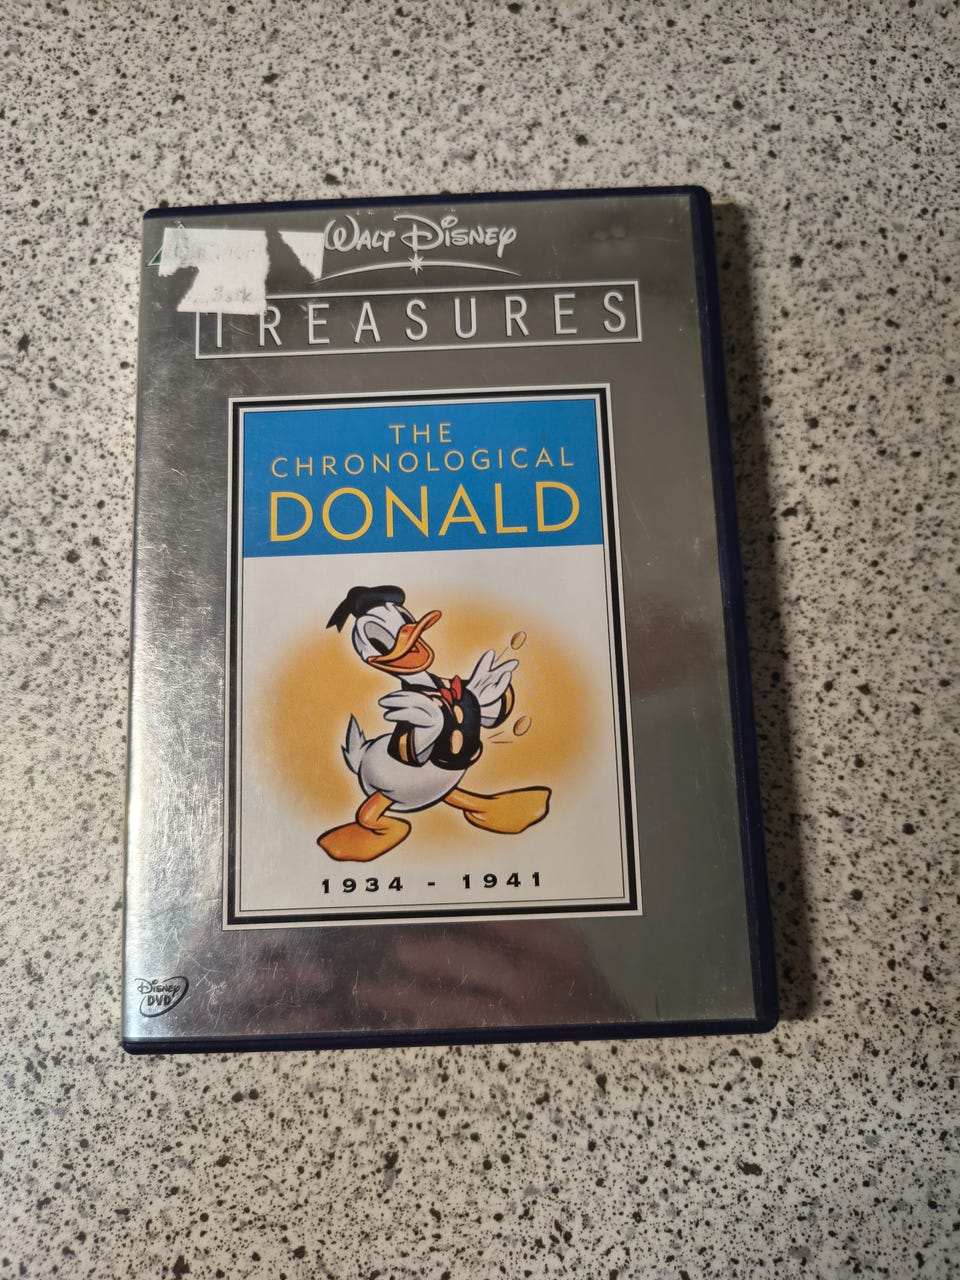 WALT DISNEY
TREASURES
THE
CHRONOLOGICAL
DONALD
1934 - 1941
DISNEY
DVD